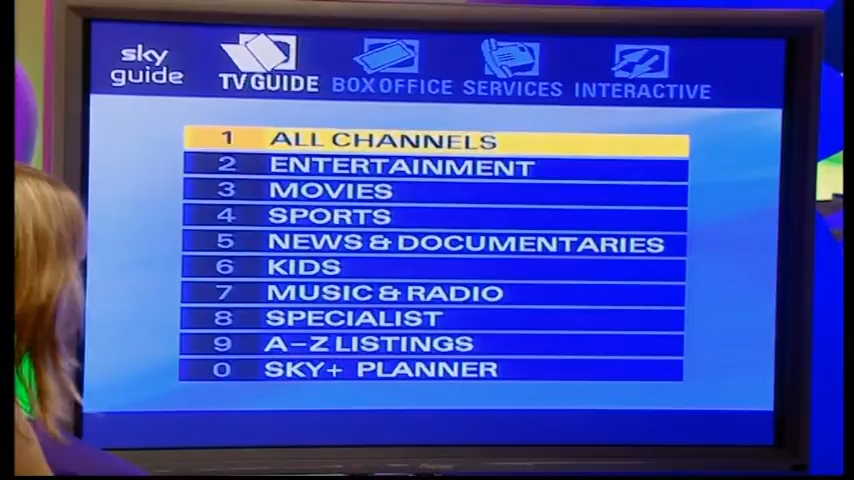 sky guide
TV GUIDE BOX OFFICE SERVICES INTERACTIVE
1 ALL CHANNELS
2 ENTERTAINMENT
3 MOVIES
4 SPORTS
5 NEWS & DOCUMENTARIES
6 KIDS
7 MUSIC & RADIO
8 SPECIALIST
9 A-Z LISTINGS
0 SKY+ PLANNER